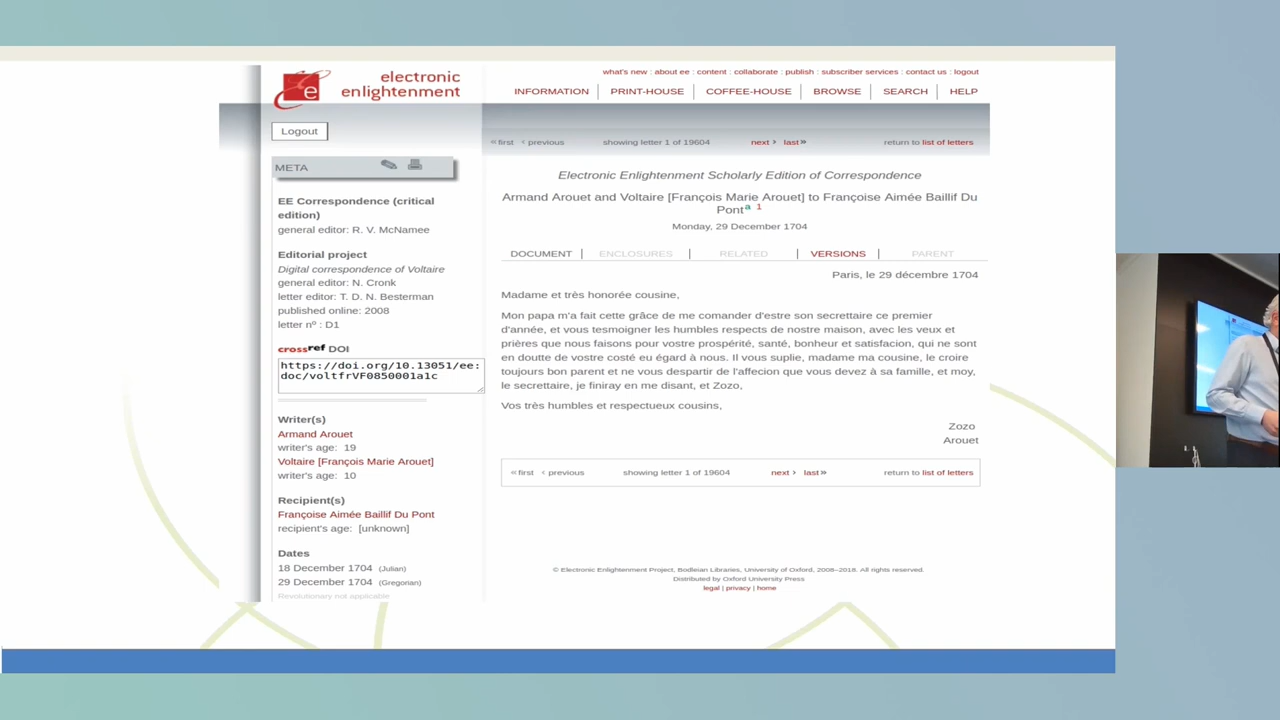 electronic
enlightenment
what's new : about ee : content : collaborate : publish : subscriber services : contact us : logout
INFORMATION | PRINT-HOUSE | COFFEE-HOUSE | BROWSE | SEARCH | HELP
Logout
«first ‹ previous showing letter 1 of 19604 next › last» return to list of letters
META
EE Correspondence (critical
edition)
general editor: R. V. McNamee
Editorial project
Digital correspondence of Voltaire
general editor: N. Cronk
letter editor: T. D. N. Besterman
published online: 2008
letter nº : D1
crossref DOI
https://doi.org/10.13051/ee:
doc/voltfrVF0850001a1c
Writer(s)
Armand Arouet
writer's age: 19
Voltaire [François Marie Arouet]
writer's age: 10
Recipient(s)
Françoise Aimée Baillif Du Pont
recipient's age: [unknown]
Dates
18 December 1704 (Julian)
29 December 1704 (Gregorian)
Revolutionary not applicable
Electronic Enlightenment Scholarly Edition of Correspondence
Armand Arouet and Voltaire [François Marie Arouet] to Françoise Aimée Baillif Du
Pont a 1
Monday, 29 December 1704
DOCUMENT | ENCLOSURES | RELATED | VERSIONS | PARENT
Paris, le 29 décembre 1704
Madame et très honorée cousine,
Mon papa m'a fait cette grâce de me comander d'estre son secrettaire ce premier
d'année, et vous tesmoigner les humbles respects de nostre maison, avec les veux et
prières que nous faisons pour vostre prospérité, santé, bonheur et satisfacion, qui ne sont
en doutte de vostre costé eu égard à nous. Il vous suplie, madame ma cousine, le croire
toujours bon parent et ne vous despartir de l'affecion que vous devez à sa famille, et moy,
le secrettaire, je finiray en me disant, et Zozo,
Vos très humbles et respectueux cousins,
Zozo
Arouet
«first ‹ previous showing letter 1 of 19604 next › last» return to list of letters
© Electronic Enlightenment Project, Bodleian Libraries, University of Oxford, 2008–2018. All rights reserved.
Distributed by Oxford University Press
legal | privacy | home